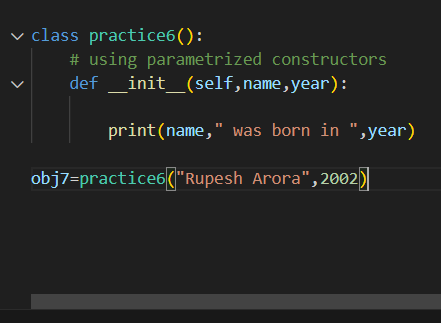 class practice6():
    # using parametrized constructors
    def __init__(self,name,year):
        print(name," was born in ",year)
obj7=practice6("Rupesh Arora",2002)